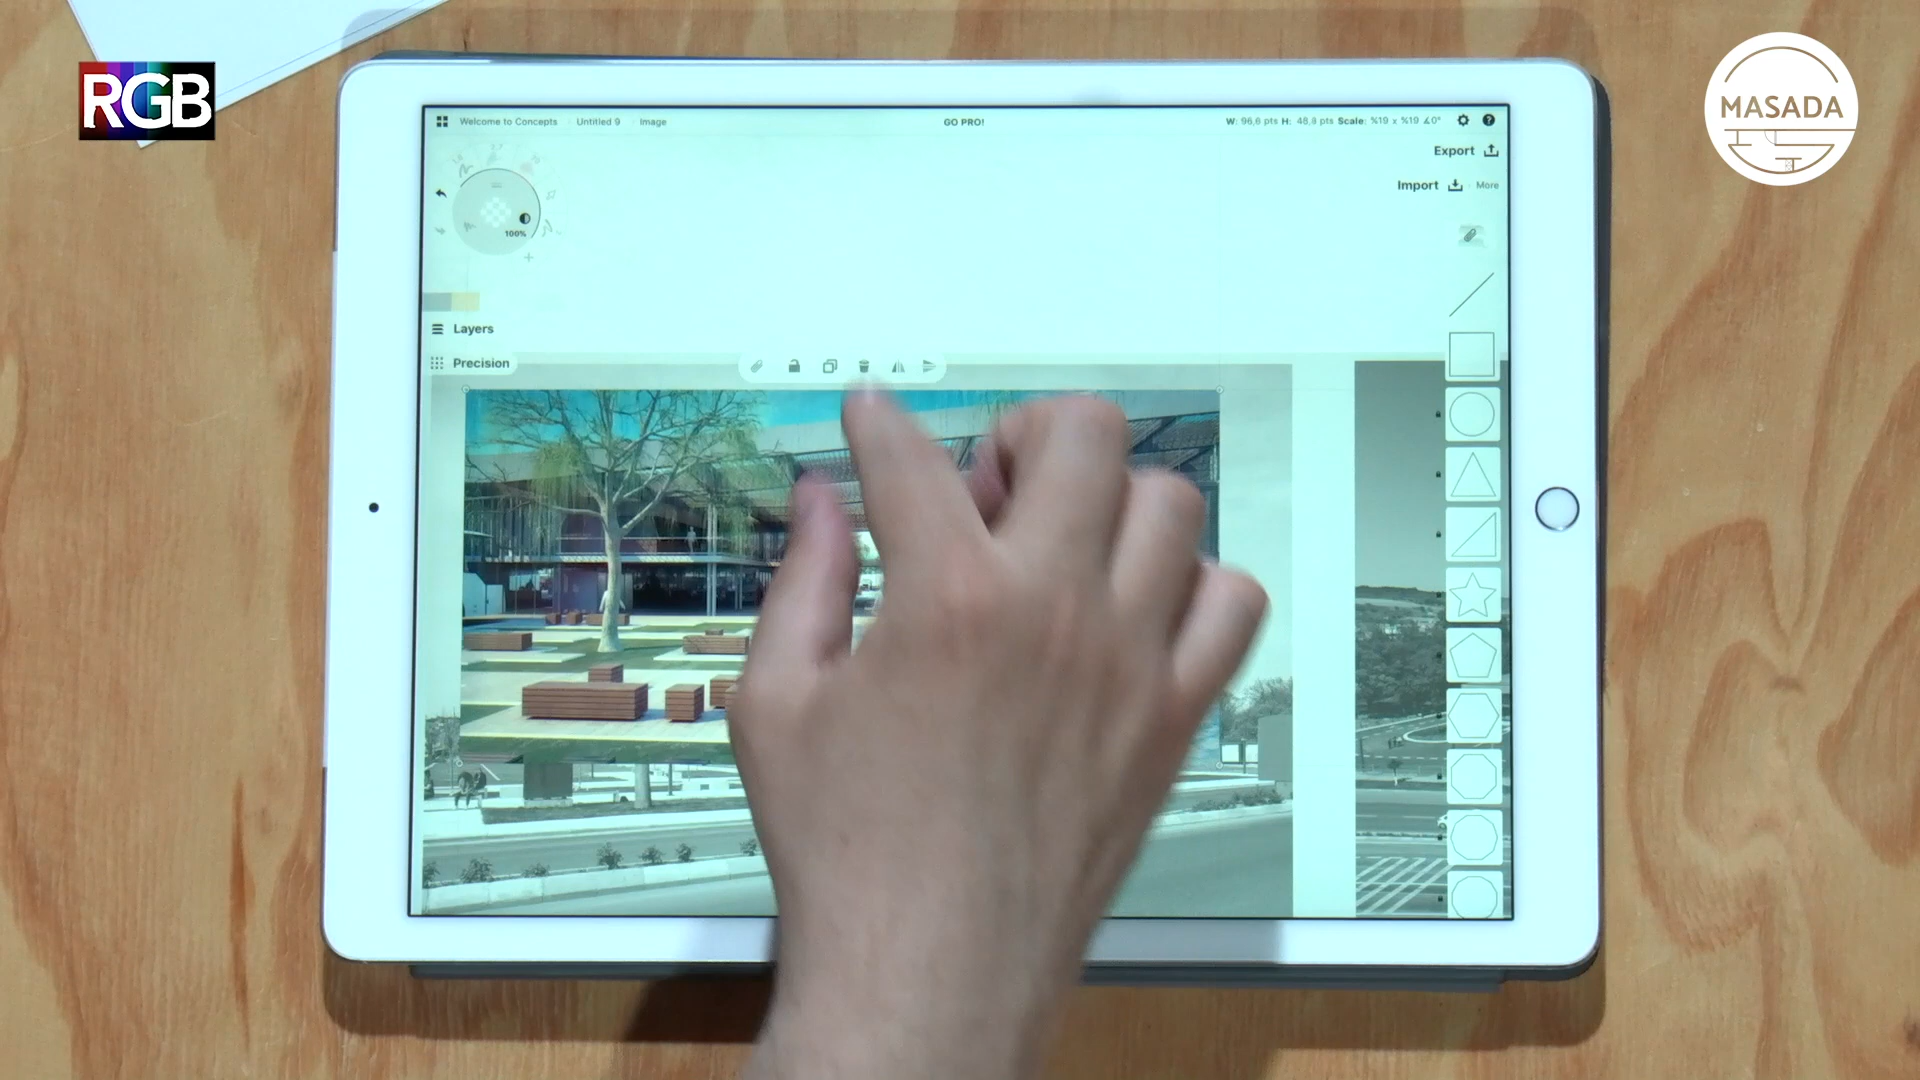 RGB
MASADA
Welcome to Concepts Untitled 9 Image GO PRO! W: 96,6 pts H: 48,8 pts Scale: %19 x %19 ∡0°
Export
Import More
100%
Layers
Precision